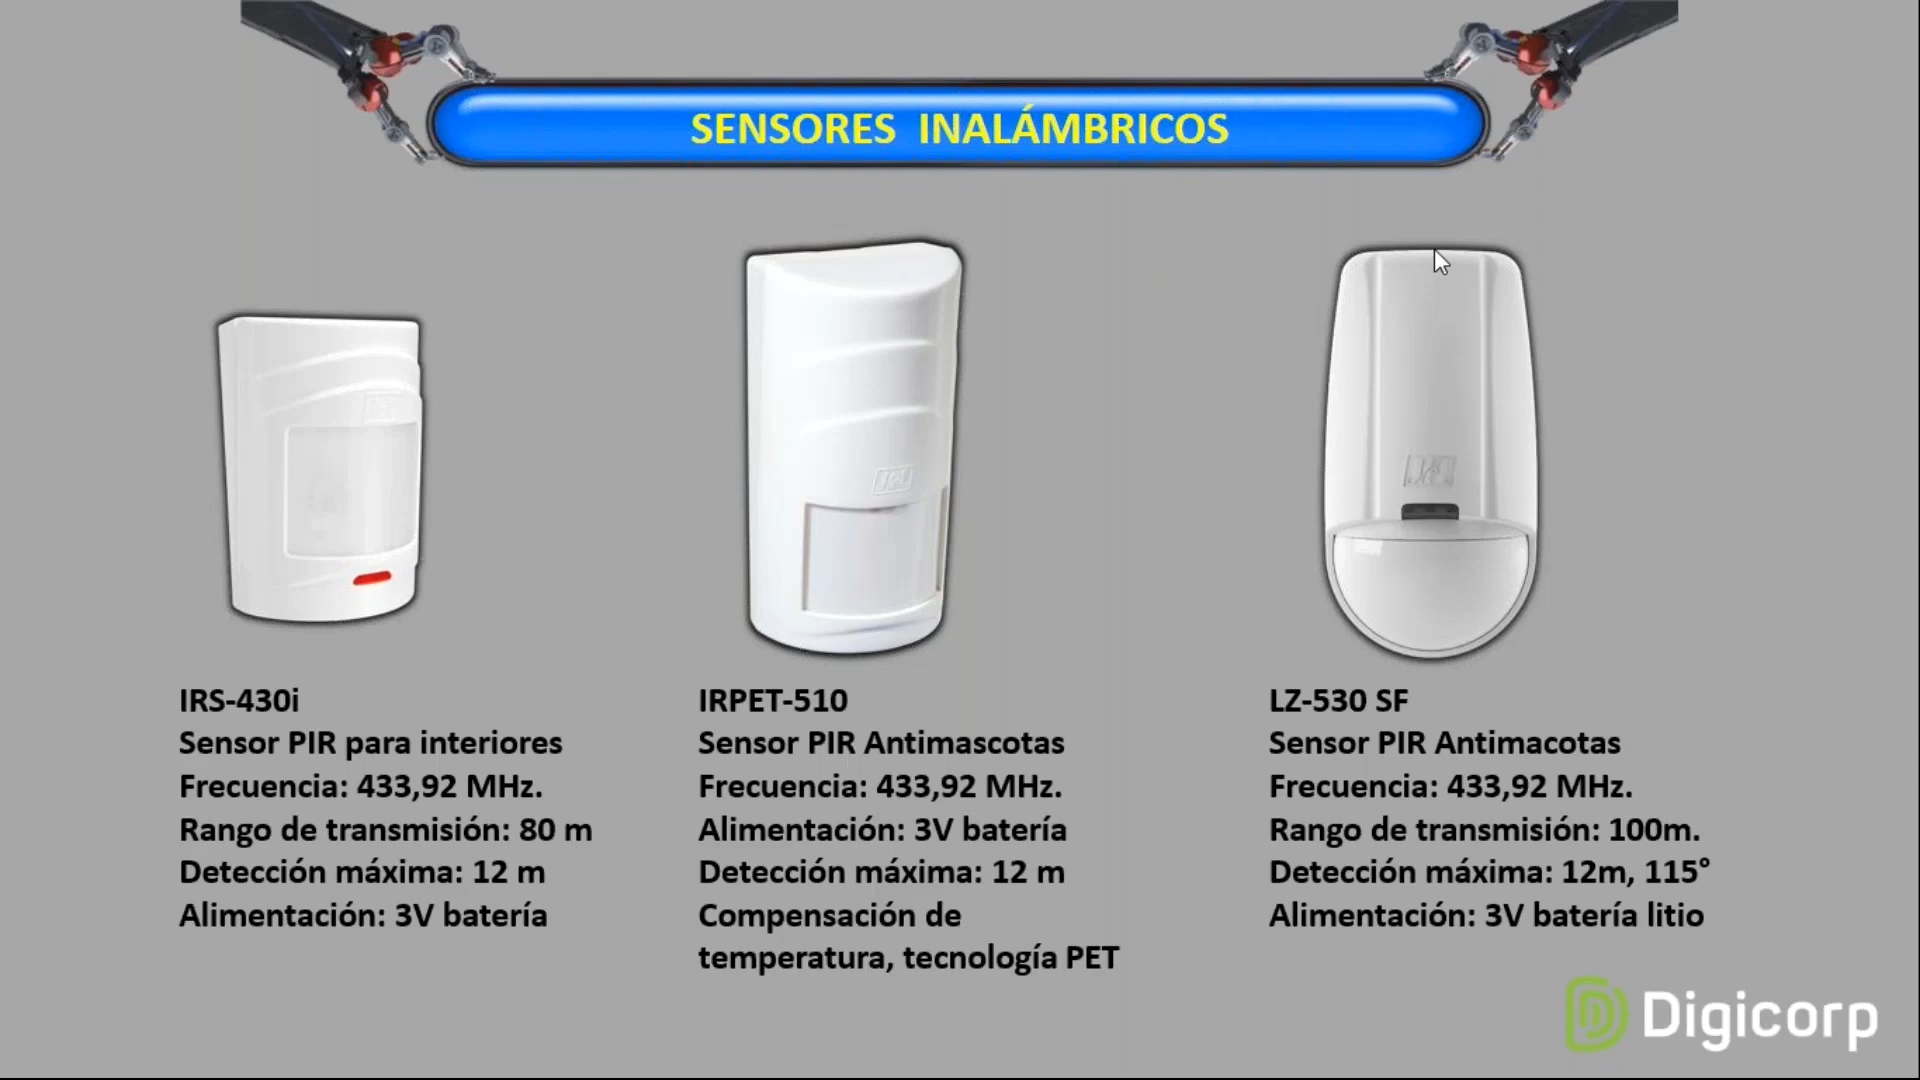 SENSORES INALÁMBRICOS
JFL
JFL
JFL
IRS-430i
Sensor PIR para interiores
Frecuencia: 433,92 MHz.
Rango de transmisión: 80 m
Detección máxima: 12 m
Alimentación: 3V batería
IRPET-510
Sensor PIR Antimascotas
Frecuencia: 433,92 MHz.
Alimentación: 3V batería
Detección máxima: 12 m
Compensación de
temperatura, tecnología PET
LZ-530 SF
Sensor PIR Antimacotas
Frecuencia: 433,92 MHz.
Rango de transmisión: 100m.
Detección máxima: 12m, 115°
Alimentación: 3V batería litio
Digicorp